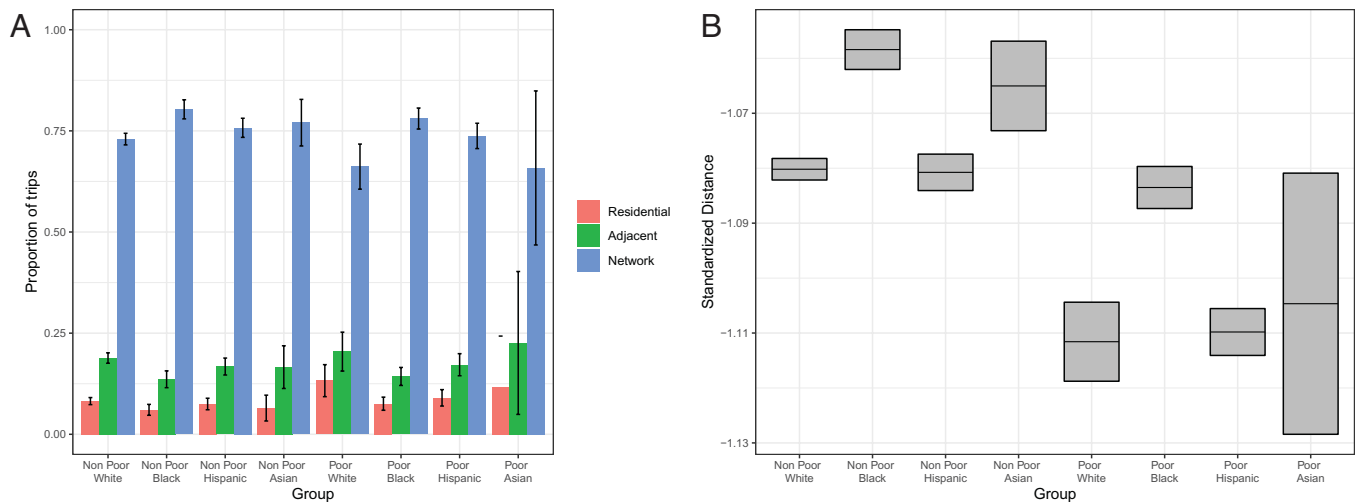 A
1.00
0.75
0.50
0.25
0.00
Proportion of trips
Non Poor White
Non Poor Black
Non Poor Hispanic
Non Poor Asian
Poor White
Poor Black
Poor Hispanic
Poor Asian
Group
Residential
Adjacent
Network
B
−1.07
−1.09
−1.11
−1.13
Standardized Distance
Non Poor White
Non Poor Black
Non Poor Hispanic
Non Poor Asian
Poor White
Poor Black
Poor Hispanic
Poor Asian
Group